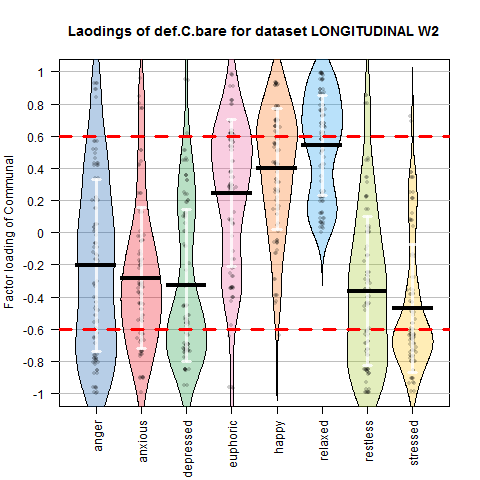 Laodings of def.C.bare for dataset LONGITUDINAL W2
Factor loading of Communal
1
0.8
0.6
0.4
0.2
0
-0.2
-0.4
-0.6
-0.8
-1
anger
anxious
depressed
euphoric
happy
relaxed
restless
stressed